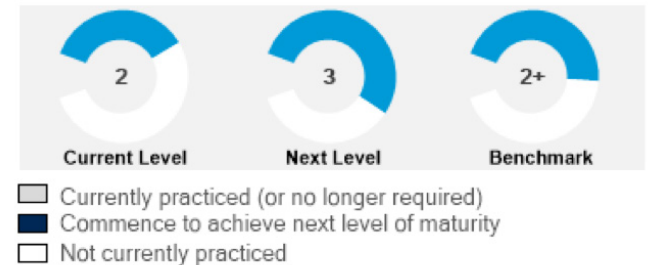 2
3
2+
Current Level
Next Level
Benchmark
Currently practiced (or no longer required)
Commence to achieve next level of maturity
Not currently practiced